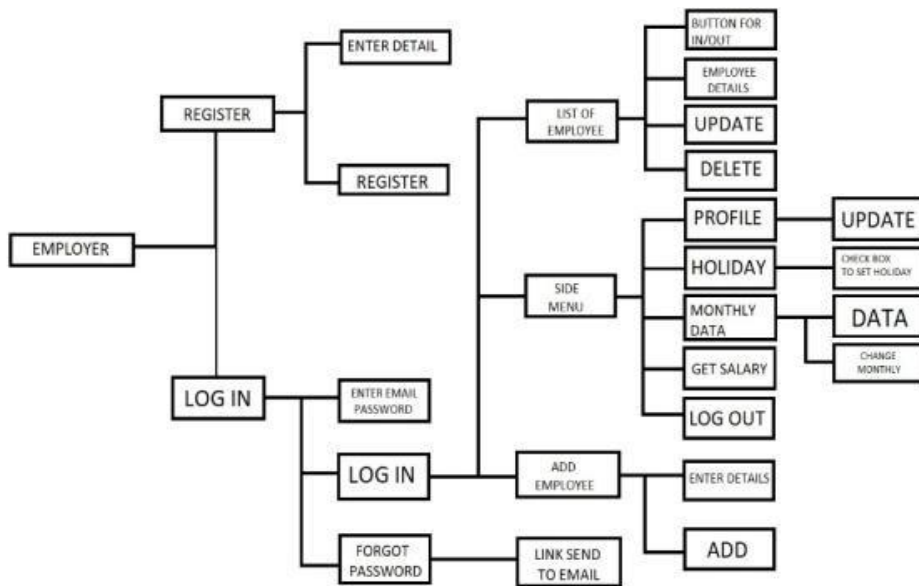 EMPLOYER
REGISTER
ENTER DETAIL
REGISTER
LOG IN
ENTER EMAIL
PASSWORD
LOG IN
FORGOT
PASSWORD
LINK SEND
TO EMAIL
LIST OF
EMPLOYEE
BUTTON FOR
IN/OUT
EMPLOYEE
DETAILS
UPDATE
DELETE
SIDE
MENU
PROFILE
UPDATE
HOLIDAY
CHECK BOX
TO SET HOLIDAY
MONTHLY
DATA
DATA
CHANGE
MONTHLY
GET SALARY
LOG OUT
ADD
EMPLOYEE
ENTER DETAILS
ADD